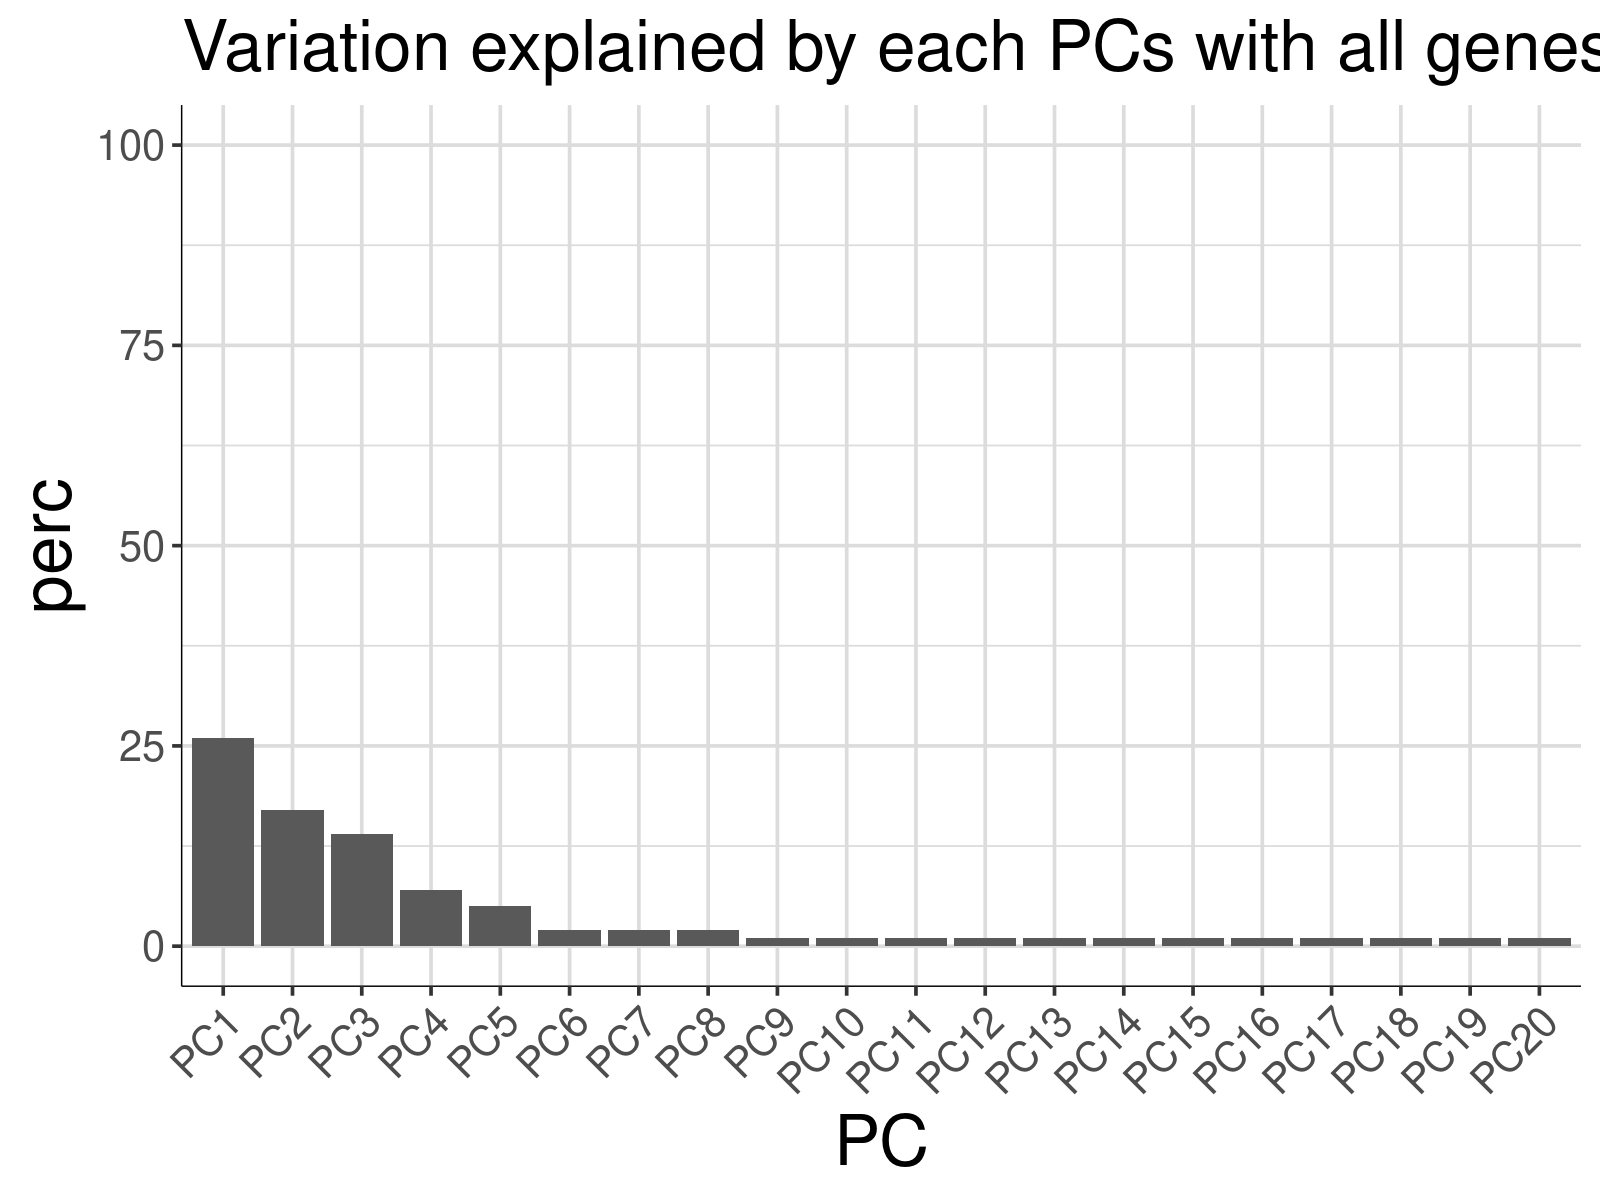 Variation explained by each PCs with all genes
100
75
50
25
0
perc
PC1
PC2
PC3
PC4
PC5
PC6
PC7
PC8
PC9
PC10
PC11
PC12
PC13
PC14
PC15
PC16
PC17
PC18
PC19
PC20
PC